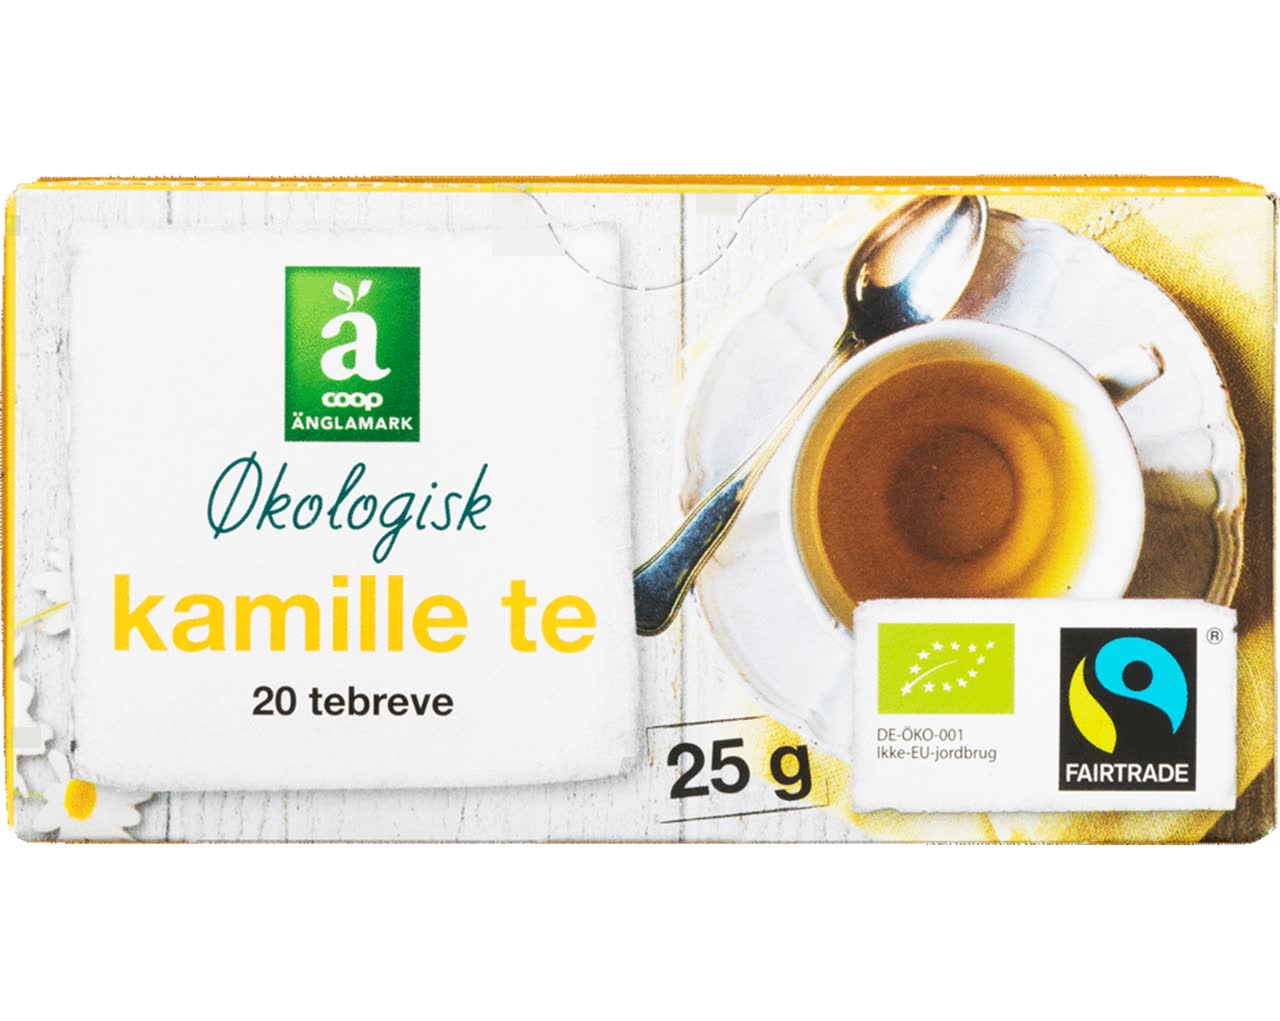 å
coop
ÄNGLAMARK
Økologisk
kamille te
20 tebreve
25 g
DE-ÖKO-001
Ikke-EU-jordbrug
®
FAIRTRADE